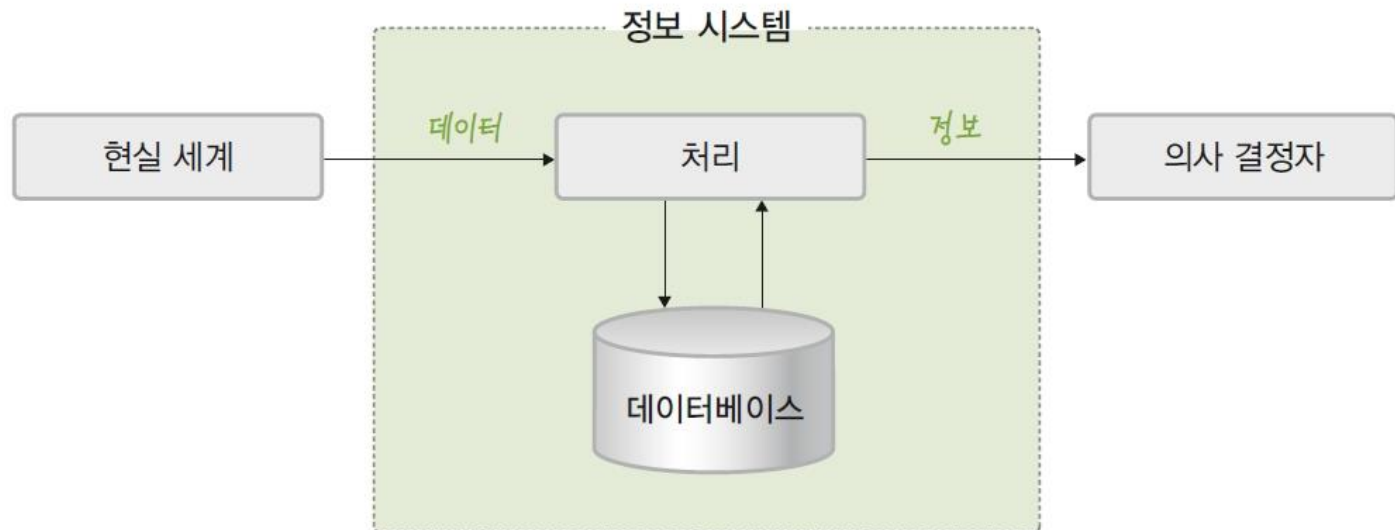 정보 시스템
현실 세계
데이터
처리
정보
의사 결정자
데이터베이스